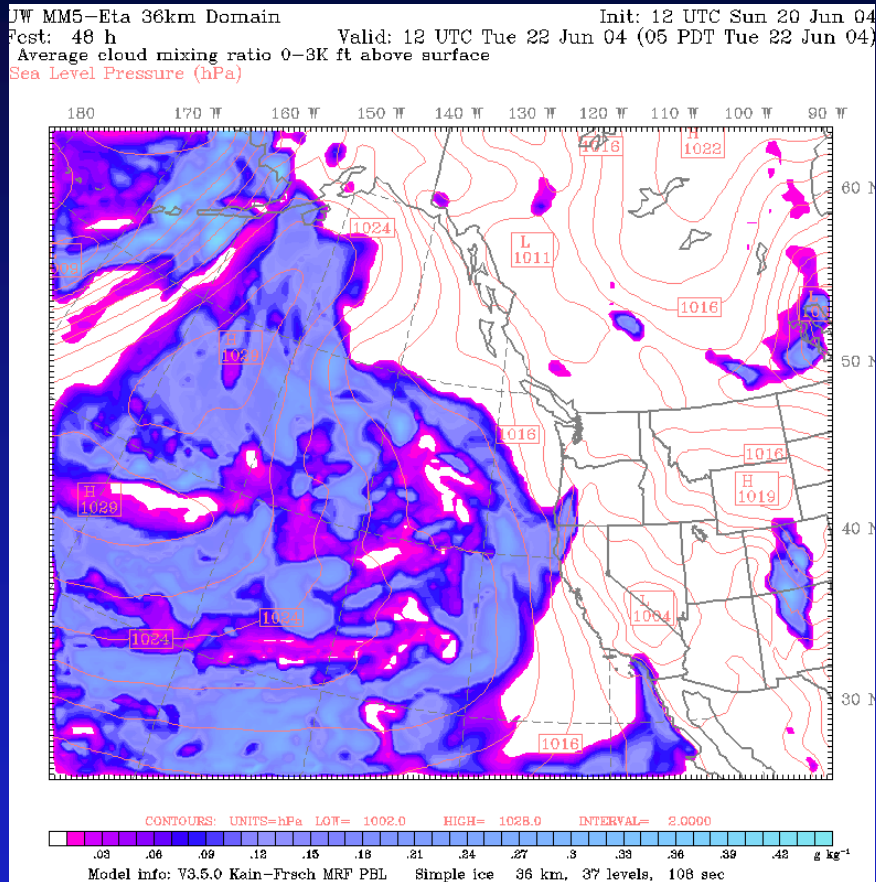 UW MM5-Eta 36km Domain Init: 12 UTC Sun 20 Jun 04
Fcst: 48 h Valid: 12 UTC Tue 22 Jun 04 (05 PDT Tue 22 Jun 04)
Average cloud mixing ratio 0-3K ft above surface
Sea Level Pressure (hPa)
180 170 W 160 W 150 W 140 W 130 W 120 W 110 W 100 W 90 W
1016
H
1022
60 N
1024
L
1011
1016
L
H
1029
50 N
1016
1016
H
1029
H
1019
40 N
L
1004
1024
1024
30 N
1016
CONTOURS: UNITS=hPa LOW= 1002.0 HIGH= 1028.0 INTERVAL= 2.0000
.03 .06 .09 .12 .15 .18 .21 .24 .27 .3 .33 .36 .39 .42 g kg-1
Model info: V3.5.0 Kain-Frsch MRF PBL Simple ice 36 km, 37 levels, 108 sec